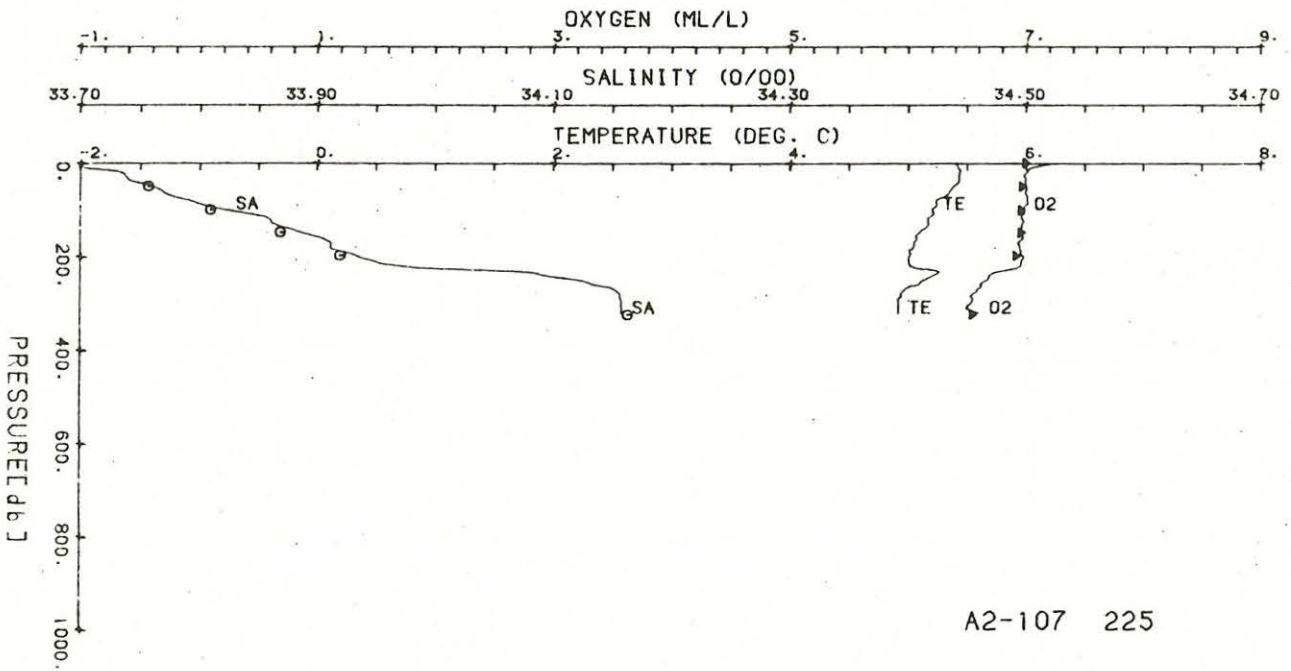 OXYGEN (ML/L)
-1. 1. 3. 5. 7. 9.
SALINITY (O/OO)
33.70 33.90 34.10 34.30 34.50 34.70
TEMPERATURE (DEG. C)
-2. 0. 2. 4. 6. 8.
0.
SA TE O2
200.
SA TE O2
400.
600.
800.
1000.
PRESSURE[db]
A2-107 225